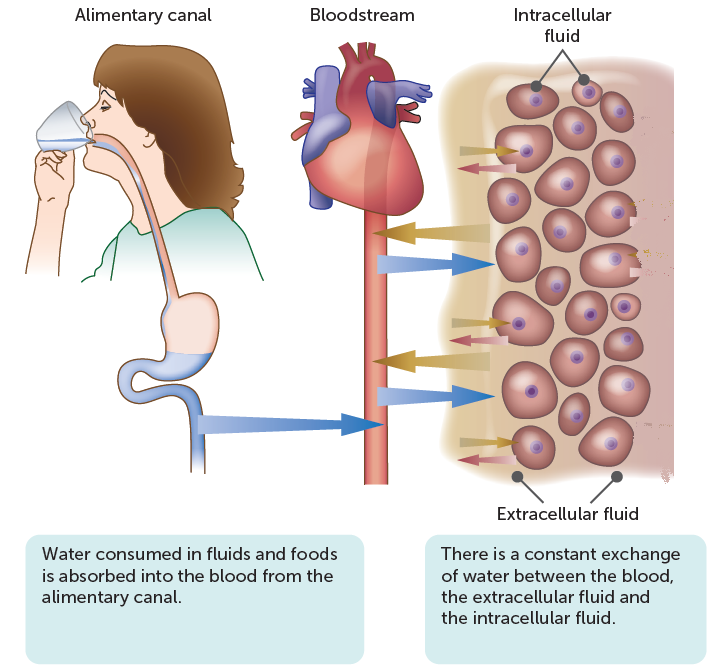 Alimentary canal
Bloodstream
Intracellular
fluid
Extracellular fluid
Water consumed in fluids and foods
is absorbed into the blood from the
alimentary canal.
There is a constant exchange
of water between the blood,
the extracellular fluid and
the intracellular fluid.